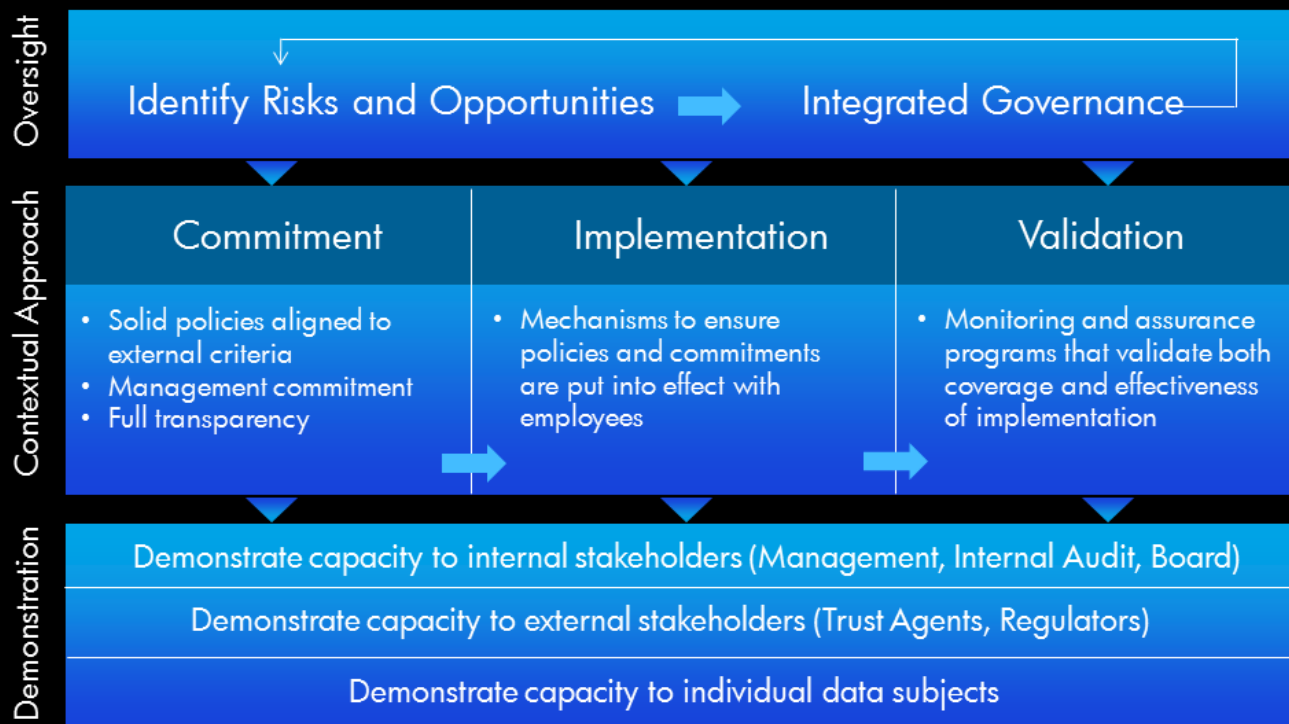 Oversight
Identify Risks and Opportunities
Integrated Governance
Contextual Approach
Commitment
• Solid policies aligned to
external criteria
• Management commitment
• Full transparency
Implementation
• Mechanisms to ensure
policies and commitments
are put into effect with
employees
Validation
• Monitoring and assurance
programs that validate both
coverage and effectiveness
of implementation
Demonstration
Demonstrate capacity to internal stakeholders (Management, Internal Audit, Board)
Demonstrate capacity to external stakeholders (Trust Agents, Regulators)
Demonstrate capacity to individual data subjects